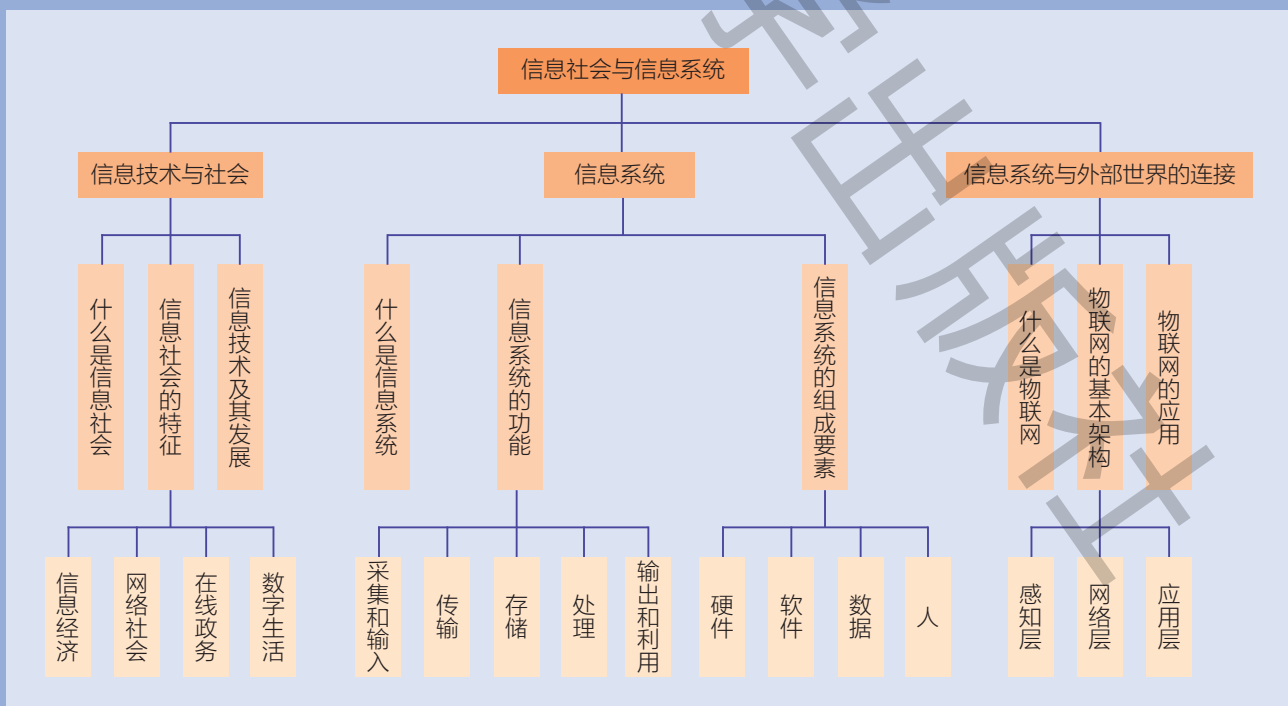 信息社会与信息系统
信息技术与社会
信息系统
信息系统与外部世界的连接
什么是信息社会
信息社会的特征
信息技术及其发展
什么是信息系统
信息系统的功能
信息系统的组成要素
什么是物联网
物联网的基本架构
物联网的应用
信息经济
网络社会
在线政务
数字生活
采集和输入
传输
存储
处理
输出和利用
硬件
软件
数据
人
感知层
网络层
应用层
学出版社